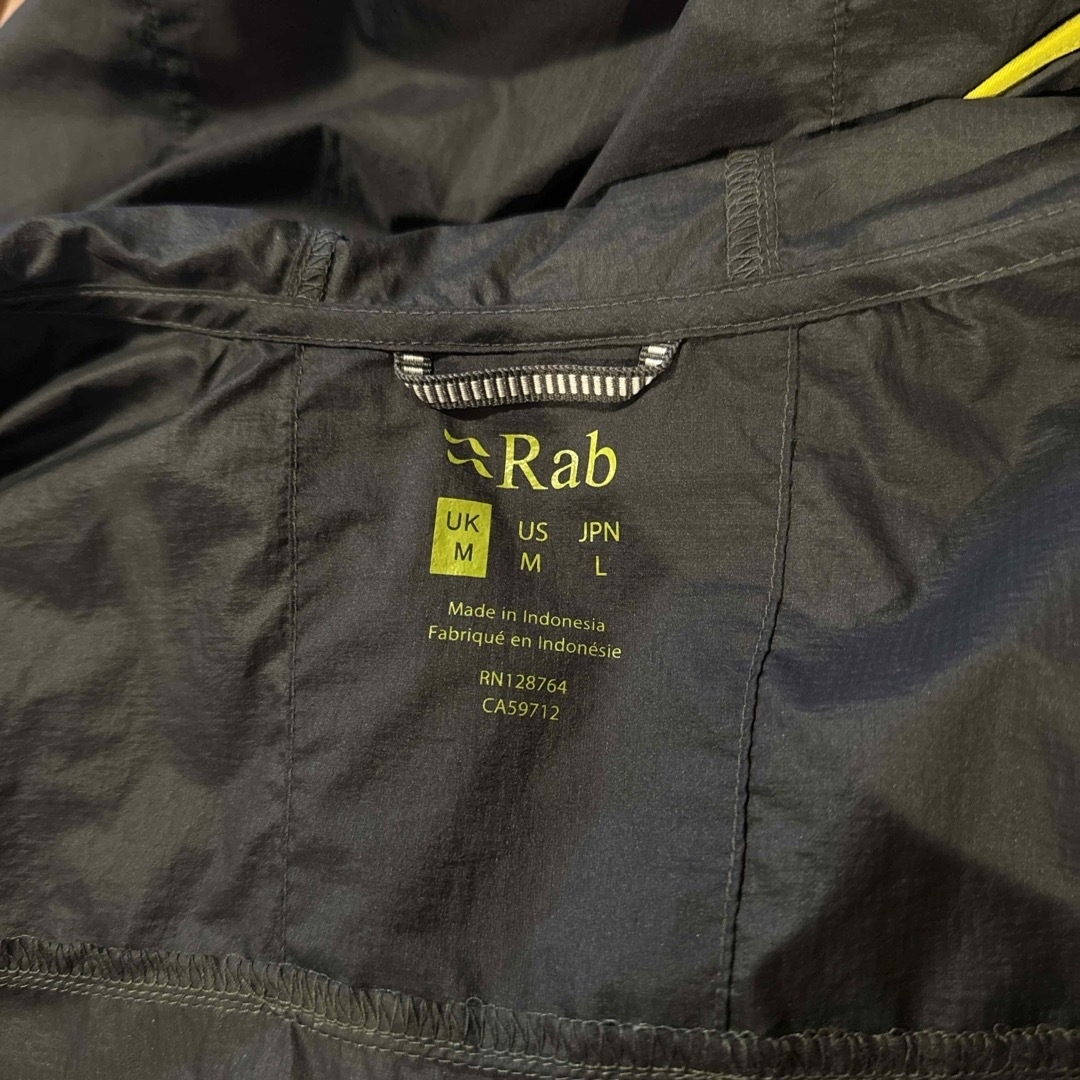 Rab
UK US JPN
M M L
Made in Indonesia
Fabriqué en Indonésie
RN128764
CA59712